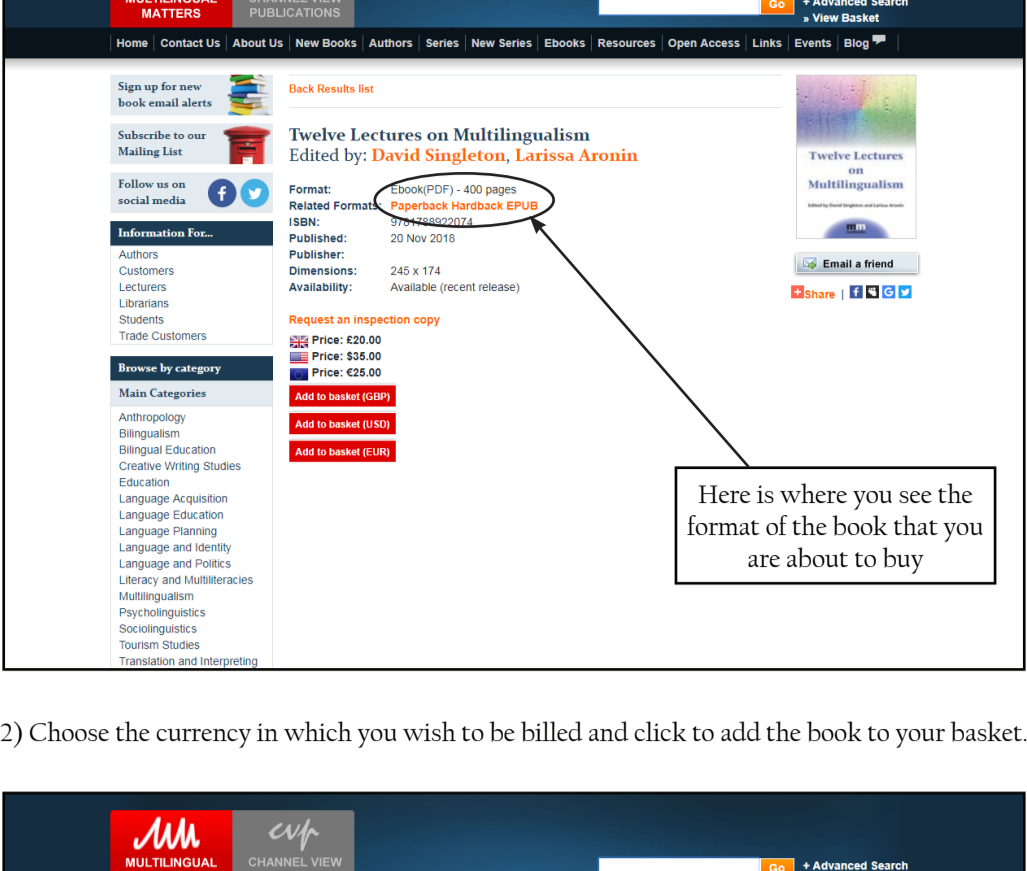 MULTILINGUAL
MATTERS
CHANNEL VIEW
PUBLICATIONS
Go
+ Advanced Search
» View Basket
Home | Contact Us | About Us | New Books | Authors | Series | New Series | Ebooks | Resources | Open Access | Links | Events | Blog
Sign up for new
book email alerts
Subscribe to our
Mailing List
Follow us on
social media
Information For...
Authors
Customers
Lecturers
Librarians
Students
Trade Customers
Browse by category
Main Categories
Anthropology
Bilingualism
Bilingual Education
Creative Writing Studies
Education
Language Acquisition
Language Education
Language Planning
Language and Identity
Language and Politics
Literacy and Multiliteracies
Multilingualism
Psycholinguistics
Sociolinguistics
Tourism Studies
Translation and Interpreting
Back Results list
Twelve Lectures on Multilingualism
Edited by: David Singleton, Larissa Aronin
Format: Ebook(PDF) - 400 pages
Related Formats: Paperback Hardback EPUB
ISBN: 9781788922074
Published: 20 Nov 2018
Publisher:
Dimensions: 245 x 174
Availability: Available (recent release)
Request an inspection copy
Price: £20.00
Price: $35.00
Price: €25.00
Add to basket (GBP)
Add to basket (USD)
Add to basket (EUR)
Twelve Lectures
on
Multilingualism
Edited by David Singleton and Larissa Aronin
Email a friend
Share |
Here is where you see the
format of the book that you
are about to buy
2) Choose the currency in which you wish to be billed and click to add the book to your basket.
MULTILINGUAL
cvp
CHANNEL VIEW
Go
+ Advanced Search